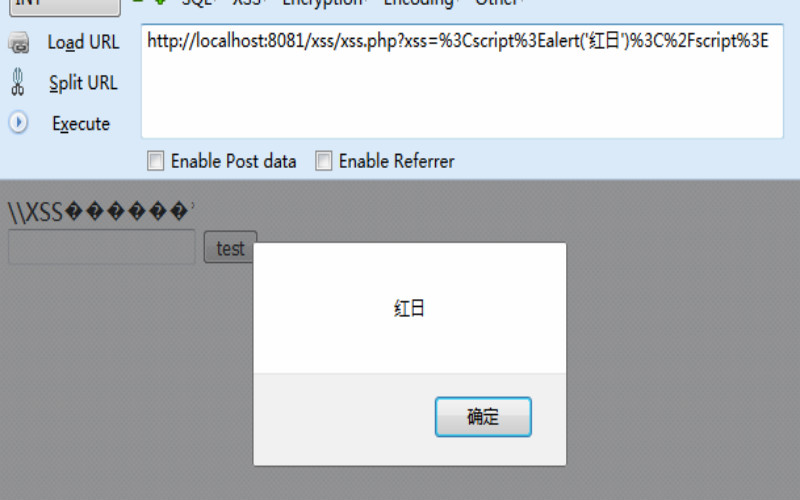 INT SQL XSS Encryption Encoding Other
Load URL
http://localhost:8081/xss/xss.php?xss=%3Cscript%3Ealert('红日')%3C%2Fscript%3E
Split URL
Execute
Enable Post data Enable Referrer
\\XSS������'
test
红日
确定